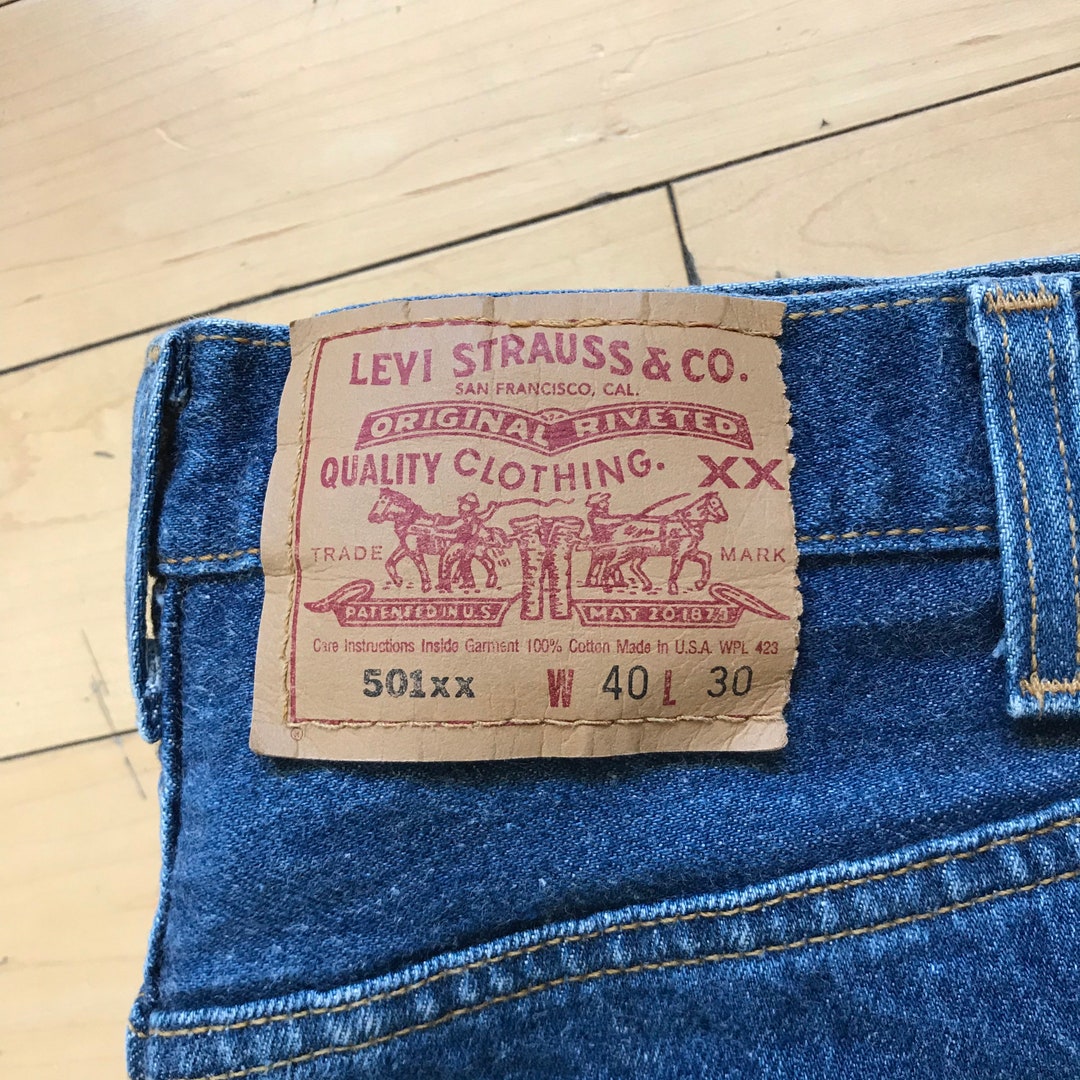 LEVI STRAUSS & CO.
SAN FRANCISCO, CAL.
ORIGINAL RIVETED
QUALITY CLOTHING. XX
TRADE MARK
PATENTED IN U.S. MAY 20 1873
Care Instructions Inside Garment 100% Cotton Made in U.S.A. WPL 423
501xx W 40 L 30
®